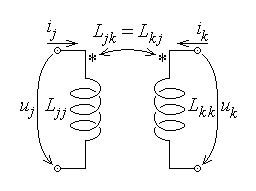 i_j L_jk = L_kj i_k
* *
u_j L_jj L_kk u_k